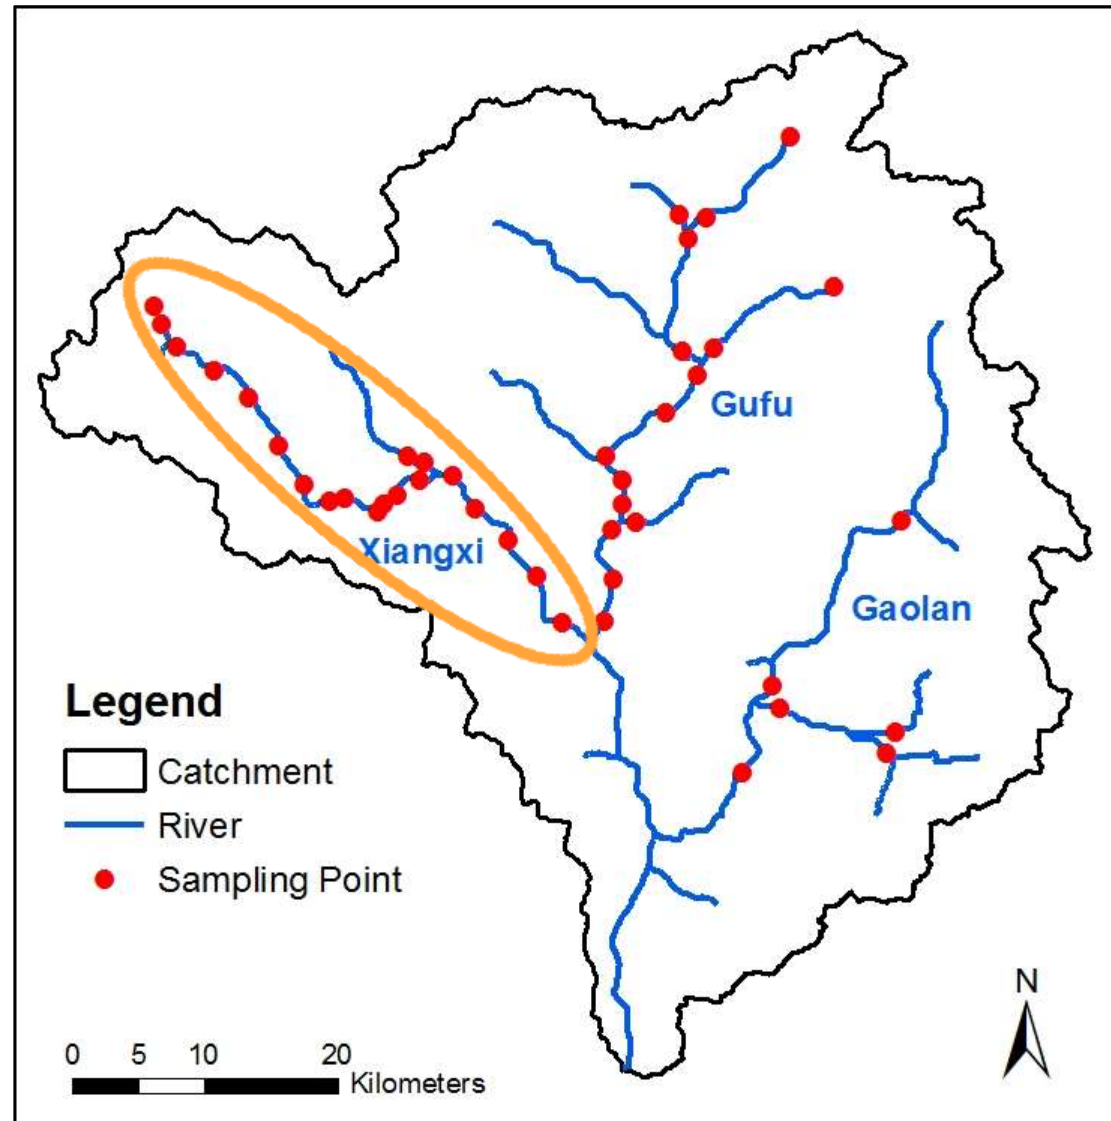 Gufu
Xiangxi
Gaolan
Legend
Catchment
River
Sampling Point
N
0 5 10 20
Kilometers